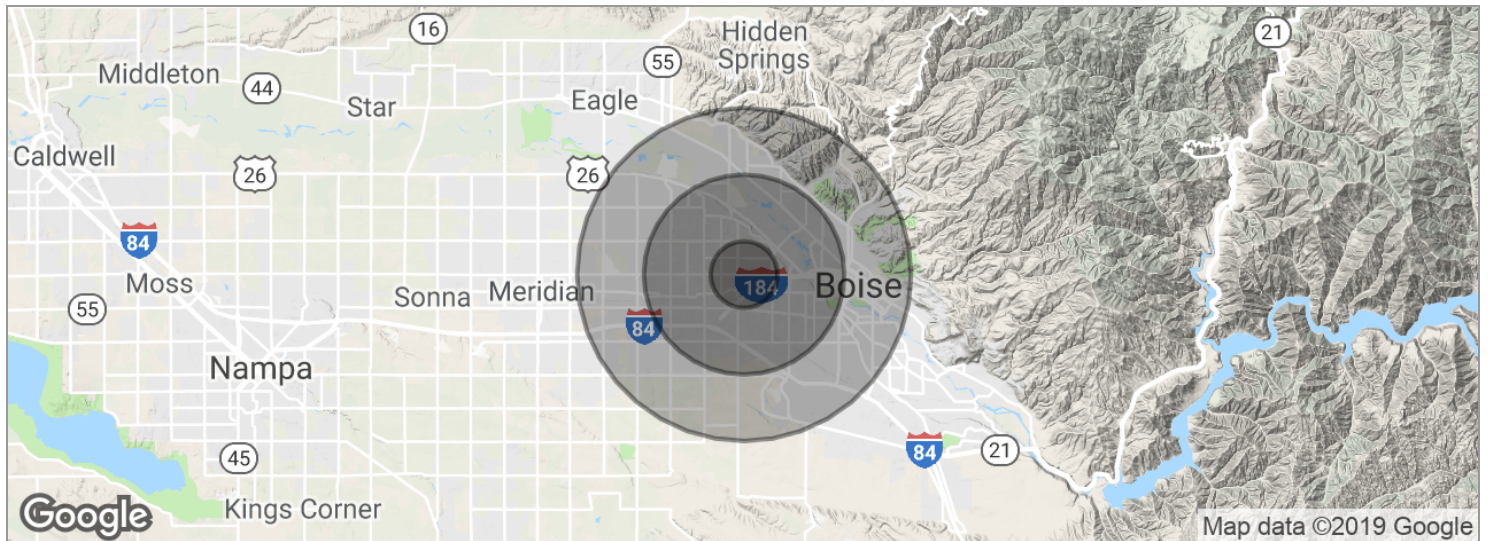 16
Hidden
Springs
21
55
Middleton
44
Star
Eagle
Caldwell
26
26
84
Moss
55
Sonna
Meridian
184
Boise
84
Nampa
45
84
21
Kings Corner
Google
Map data ©2019 Google